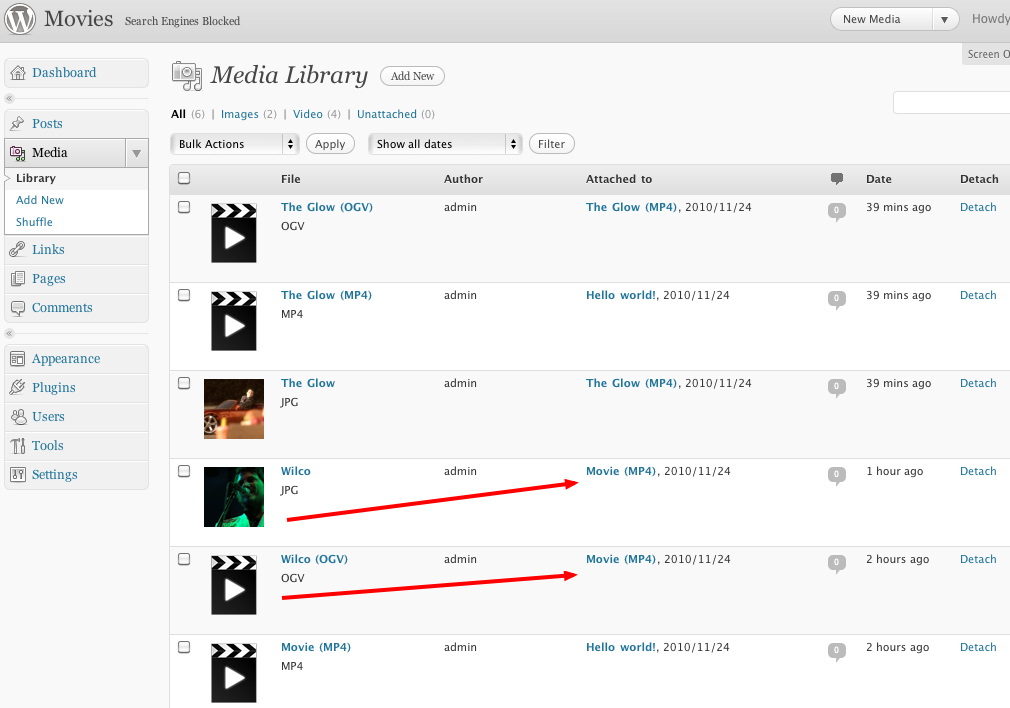 Movies Search Engines Blocked New Media Howdy
Screen O
Dashboard
Posts
Media
Library
Add New
Shuffle
Links
Pages
Comments
Appearance
Plugins
Users
Tools
Settings
Media Library Add New
All (6) | Images (2) | Video (4) | Unattached (0)
Bulk Actions Apply Show all dates Filter
File Author Attached to Date Detach
The Glow (OGV) admin The Glow (MP4), 2010/11/24 0 39 mins ago Detach
OGV
The Glow (MP4) admin Hello world!, 2010/11/24 0 39 mins ago Detach
MP4
The Glow admin The Glow (MP4), 2010/11/24 0 39 mins ago Detach
JPG
Wilco admin Movie (MP4), 2010/11/24 0 1 hour ago Detach
JPG
Wilco (OGV) admin Movie (MP4), 2010/11/24 0 2 hours ago Detach
OGV
Movie (MP4) admin Hello world!, 2010/11/24 0 2 hours ago Detach
MP4